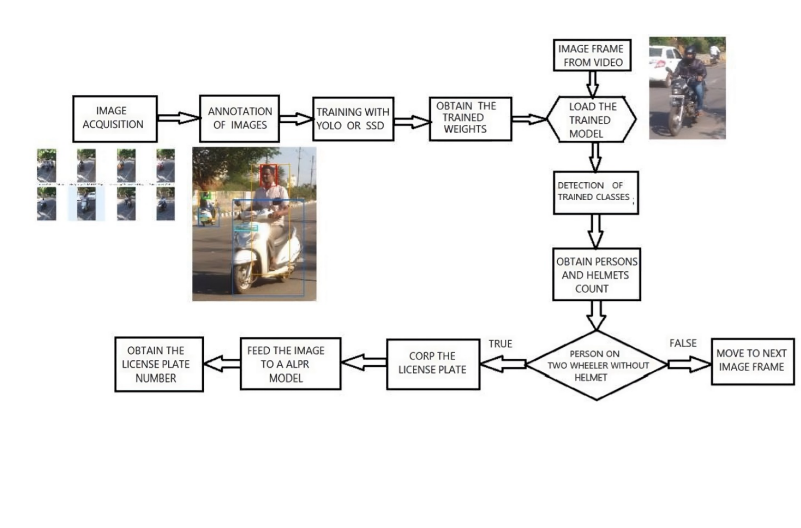 IMAGE FRAME
FROM VIDEO
IMAGE
ACQUISITION
ANNOTATION
OF IMAGES
TRAINING WITH
YOLO OR SSD
OBTAIN THE
TRAINED
WEIGHTS
LOAD THE
TRAINED
MODEL
DETECTION OF
TRAINED CLASSES ;
OBTAIN PERSONS
AND HELMETS
COUNT
PERSON ON
TWO WHEELER WITHOUT
HELMET
TRUE
FALSE
MOVE TO NEXT
IMAGE FRAME
CORP THE
LICENSE PLATE
FEED THE IMAGE
TO A ALPR
MODEL
OBTAIN THE
LICENSE PLATE
NUMBER